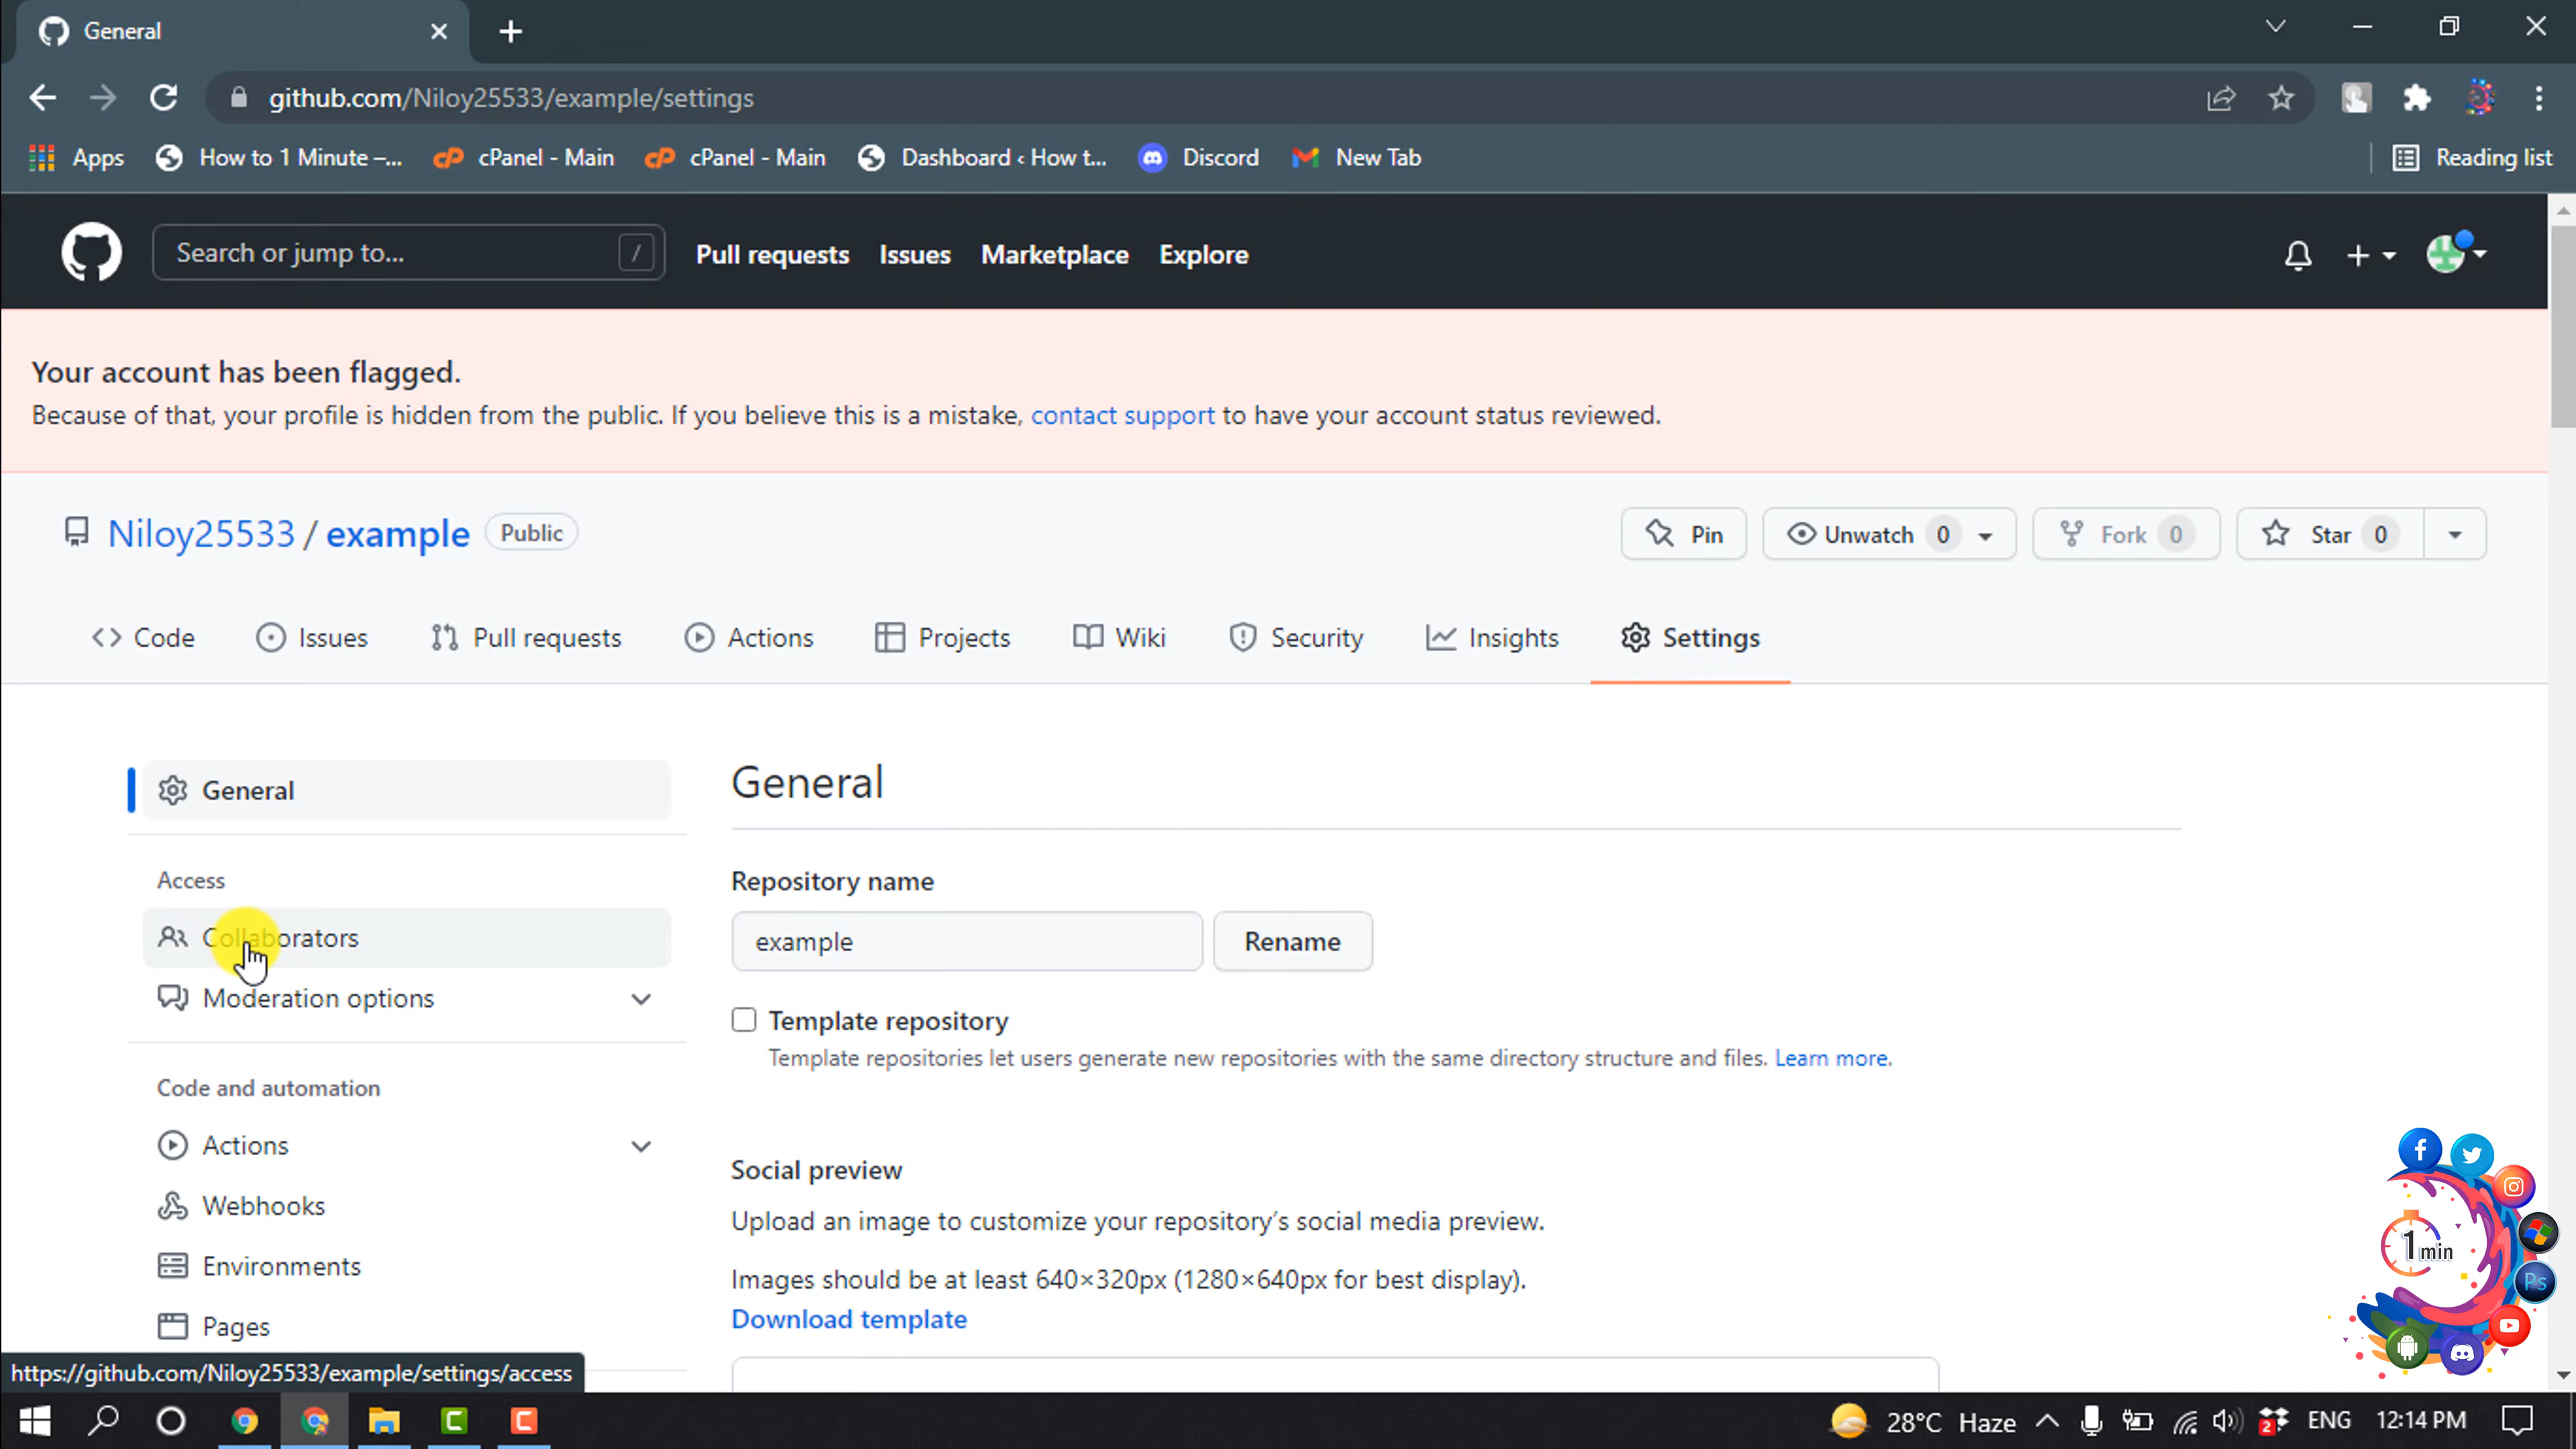 General
github.com/Niloy25533/example/settings
Apps How to 1 Minute –... cPanel - Main cPanel - Main Dashboard ‹ How t... Discord New Tab Reading list
Search or jump to... / Pull requests Issues Marketplace Explore
Your account has been flagged.
Because of that, your profile is hidden from the public. If you believe this is a mistake, contact support to have your account status reviewed.
Niloy25533 / example Public Pin Unwatch 0 Fork 0 Star 0
Code Issues Pull requests Actions Projects Wiki Security Insights Settings
General
Access
Collaborators
Moderation options
Code and automation
Actions
Webhooks
Environments
Pages
General
Repository name
example Rename
Template repository
Template repositories let users generate new repositories with the same directory structure and files. Learn more.
Social preview
Upload an image to customize your repository's social media preview.
Images should be at least 640×320px (1280×640px for best display).
Download template
1 min
Ps
https://github.com/Niloy25533/example/settings/access
28°C Haze 2 ENG 12:14 PM